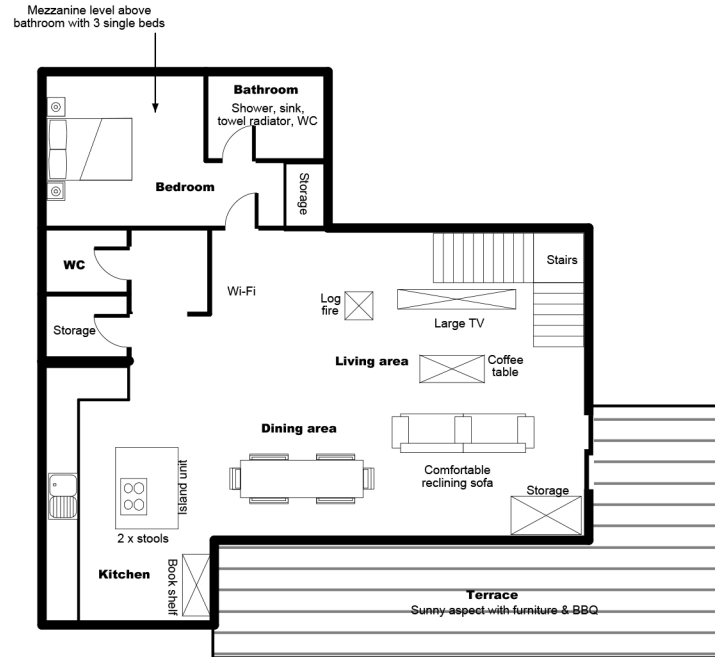 Mezzanine level above
bathroom with 3 single beds
Bathroom
Shower, sink,
towel radiator, WC
Bedroom
Storage
WC
Storage
Wi-Fi
Log
fire
Large TV
Stairs
Living area
Coffee
table
Dining area
Comfortable
reclining sofa
Storage
Island unit
2 x stools
Kitchen
Book shelf
Terrace
Sunny aspect with furniture & BBQ